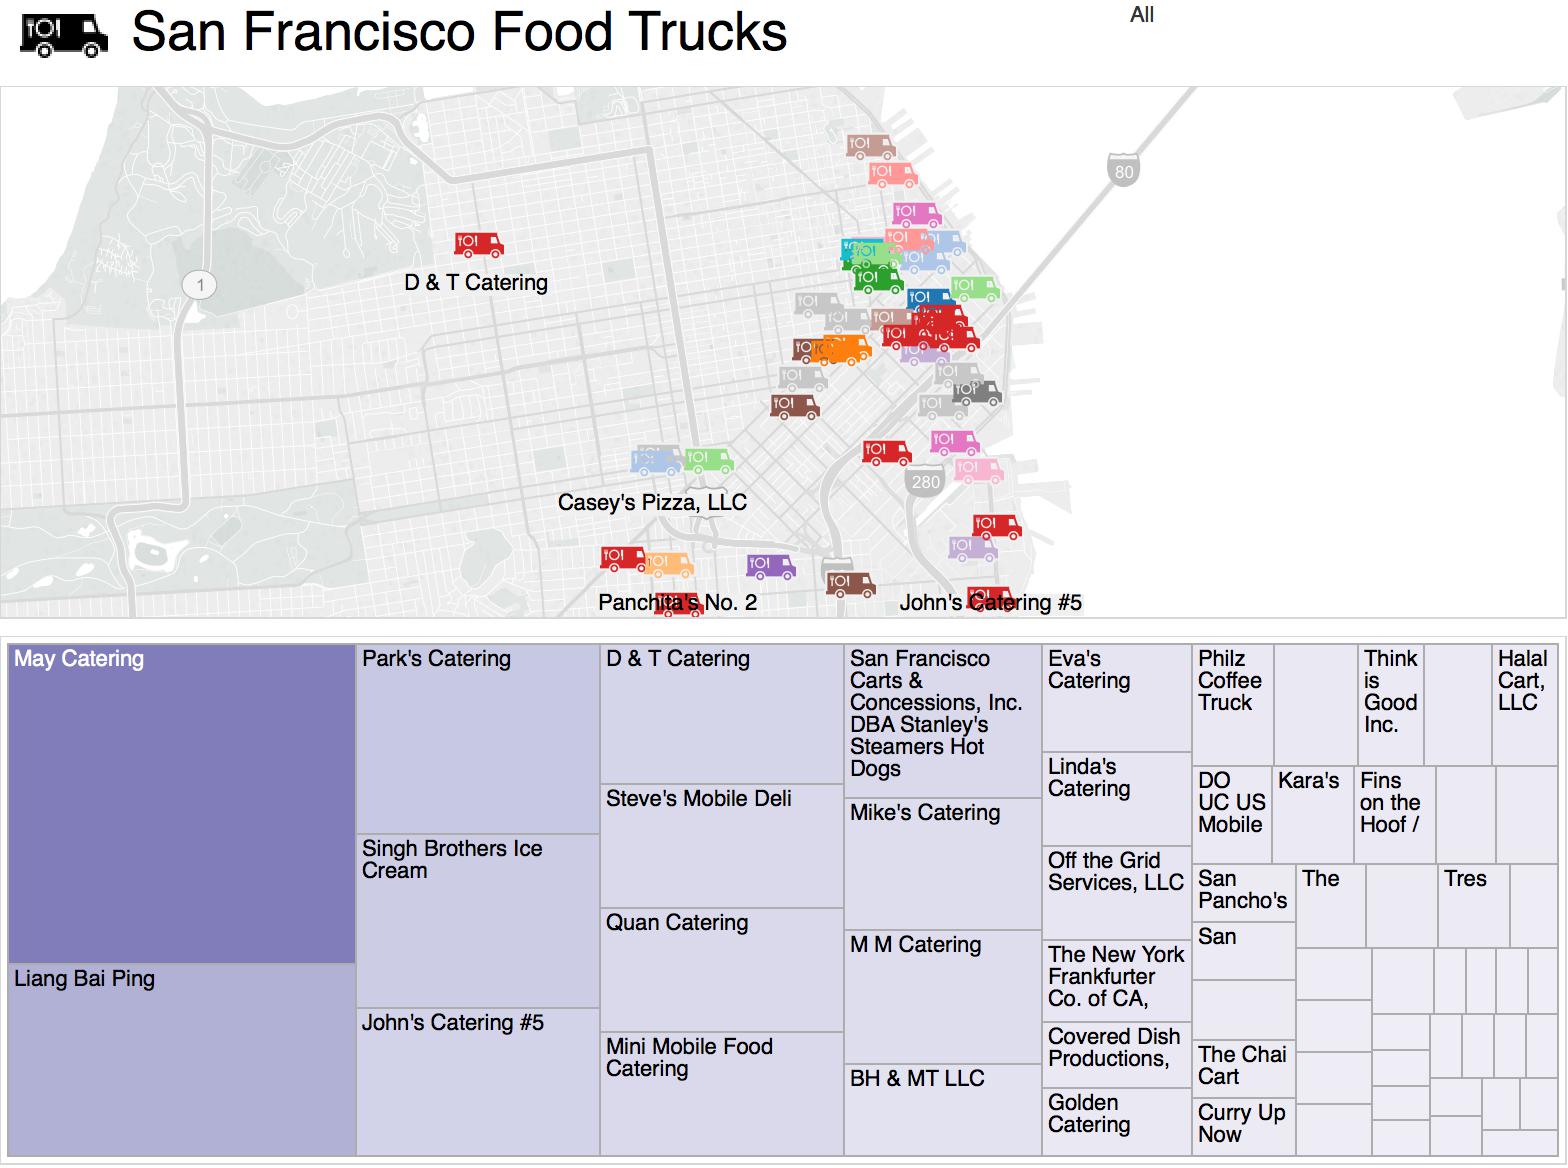 San Francisco Food Trucks
All
80
1
D & T Catering
280
Casey's Pizza, LLC
Panchita's No. 2
John's Catering #5
May Catering
Liang Bai Ping
Park's Catering
Singh Brothers Ice
Cream
John's Catering #5
D & T Catering
Steve's Mobile Deli
Quan Catering
Mini Mobile Food
Catering
San Francisco
Carts &
Concessions, Inc.
DBA Stanley's
Steamers Hot
Dogs
Mike's Catering
M M Catering
BH & MT LLC
Eva's
Catering
Linda's
Catering
Off the Grid
Services, LLC
The New York
Frankfurter
Co. of CA,
Covered Dish
Productions,
Golden
Catering
Philz
Coffee
Truck
Think
is
Good
Inc.
Halal
Cart,
LLC
DO
UC US
Mobile
Kara's
Fins
on the
Hoof /
San
Pancho's
The
Tres
San
The Chai
Cart
Curry Up
Now